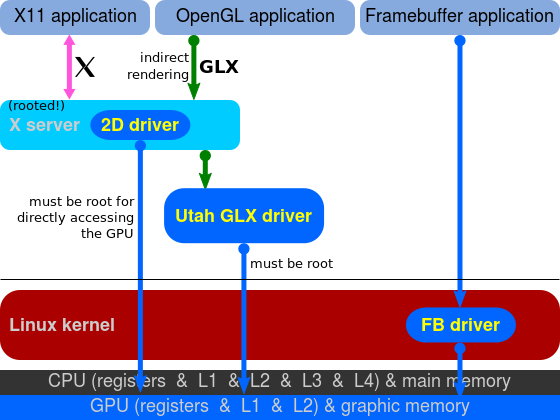 X11 application
OpenGL application
Framebuffer application
X
indirect
rendering
GLX
(rooted!)
X server
2D driver
must be root for
directly accessing
the GPU
Utah GLX driver
must be root
Linux kernel
FB driver
CPU (registers & L1 & L2 & L3 & L4) & main memory
GPU (registers & L1 & L2) & graphic memory